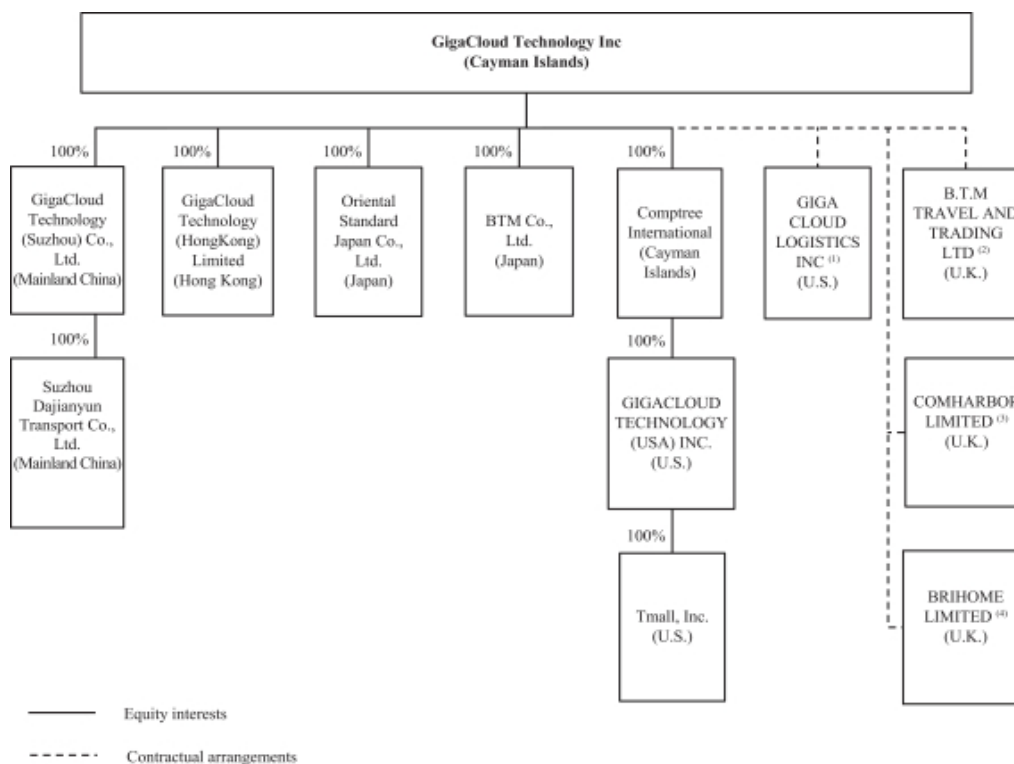 GigaCloud Technology Inc
(Cayman Islands)
100%
100%
100%
100%
100%
GigaCloud
Technology
(Suzhou) Co.,
Ltd.
(Mainland China)
GigaCloud
Technology
(HongKong)
Limited
(Hong Kong)
Oriental
Standard
Japan Co.,
Ltd.
(Japan)
BTM Co.,
Ltd.
(Japan)
Comptree
International
(Cayman
Islands)
GIGA
CLOUD
LOGISTICS
INC (1)
(U.S.)
B.T.M
TRAVEL AND
TRADING
LTD (2)
(U.K.)
100%
100%
Suzhou
Dajianyun
Transport Co.,
Ltd.
(Mainland China)
GIGACLOUD
TECHNOLOGY
(USA) INC.
(U.S.)
COMHARBOR
LIMITED (3)
(U.K.)
100%
Tmall, Inc.
(U.S.)
BRIHOME
LIMITED (4)
(U.K.)
Equity interests
Contractual arrangements